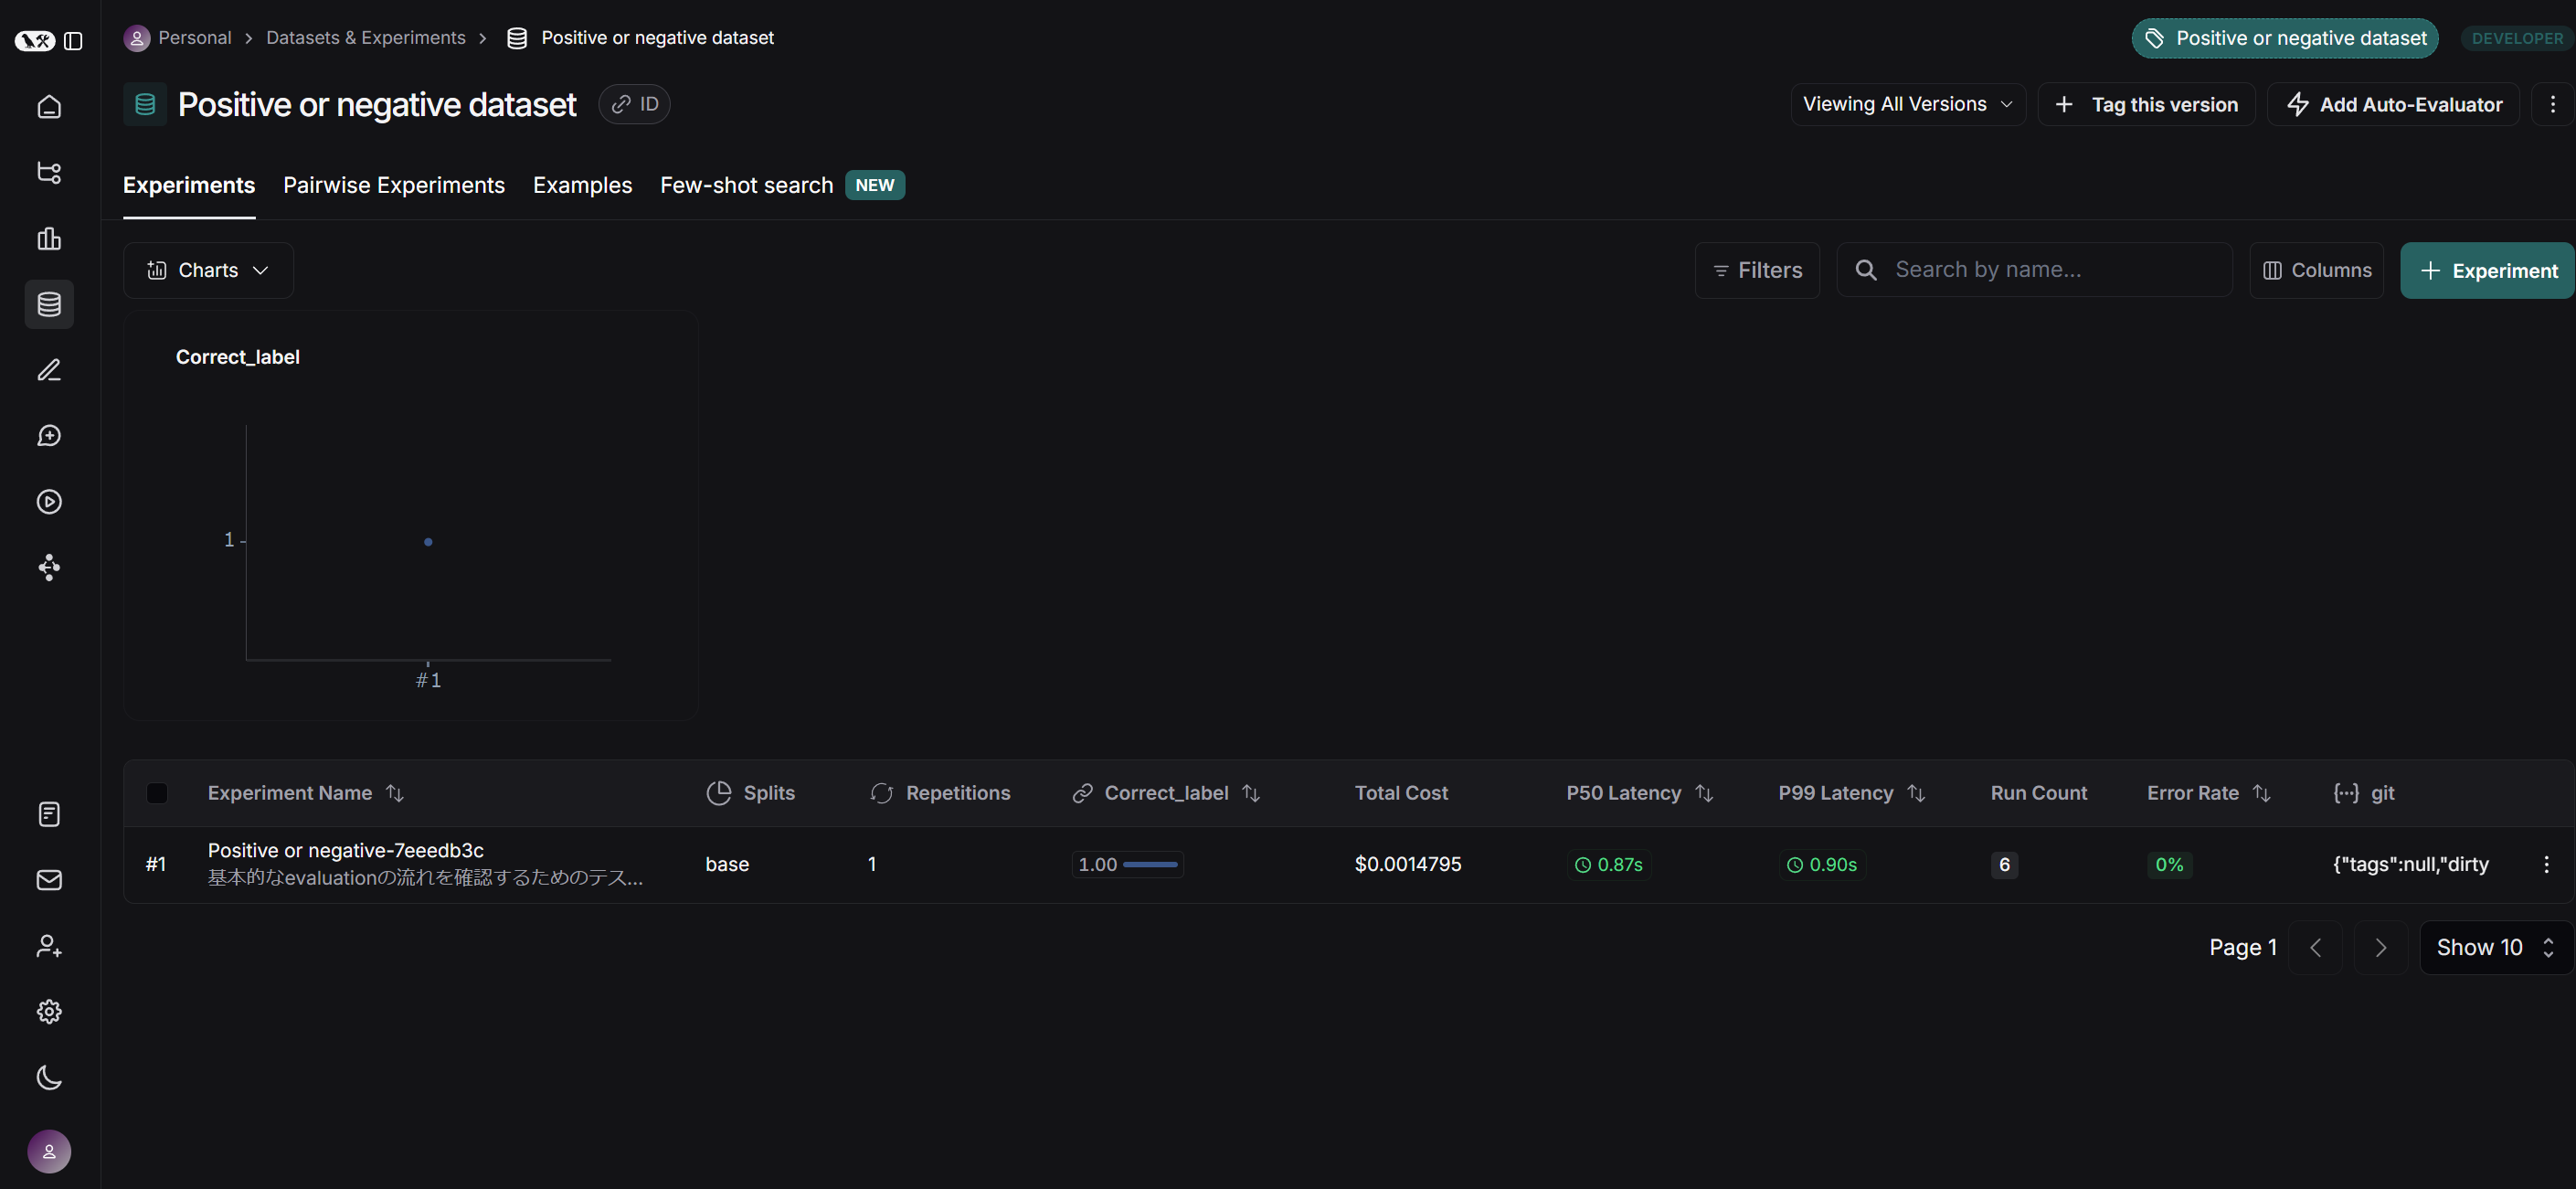 Personal > Datasets & Experiments > Positive or negative dataset
Positive or negative dataset
DEVELOPER
Positive or negative dataset
ID
Viewing All Versions
+ Tag this version
Add Auto-Evaluator
Experiments
Pairwise Experiments
Examples
Few-shot search
NEW
Charts
Filters
Search by name...
Columns
+ Experiment
Correct_label
1
#1
Experiment Name
Splits
Repetitions
Correct_label
Total Cost
P50 Latency
P99 Latency
Run Count
Error Rate
{...} git
#1
Positive or negative-7eeedb3c
基本的なevaluationの流れを確認するためのテス...
base
1
1.00
$0.0014795
0.87s
0.90s
6
0%
{"tags":null,"dirty
Page 1
Show 10